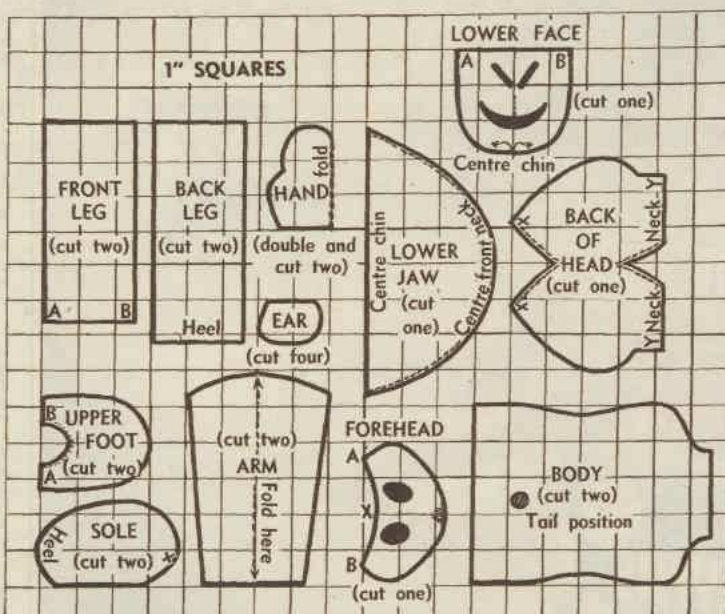 LOWER FACE
A B
(cut one)
Centre chin
1" SQUARES
FRONT
LEG
(cut two)
A B
BACK
LEG
(cut two)
Heel
fold
HAND
(double and
cut two)
EAR
(cut four)
Centre chin
LOWER
JAW
(cut
one)
Centre front neck
X
BACK
OF
HEAD
(cut one)
X
Neck-Y
Y Neck
B
UPPER
FOOT
(cut two)
A
Heel
SOLE
(cut two)
X
(cut two)
ARM
Fold here
FOREHEAD
A
X
B
(cut one)
BODY
(cut two)
Tail position